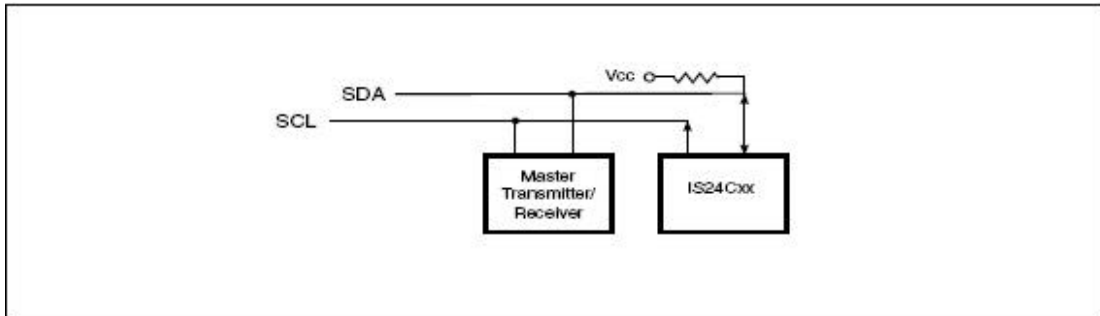 Vcc
SDA
SCL
Master
Transmitter/
Receiver
IS24Cxx